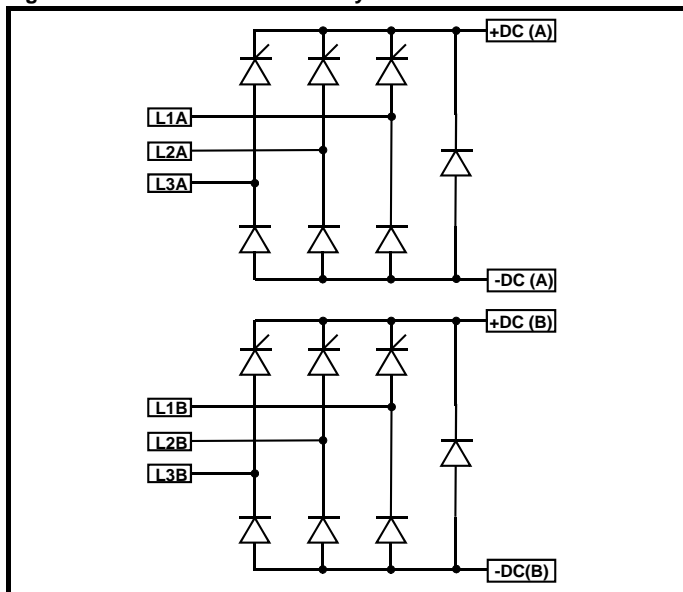 +DC (A)
L1A
L2A
L3A
-DC (A)
+DC (B)
L1B
L2B
L3B
-DC(B)